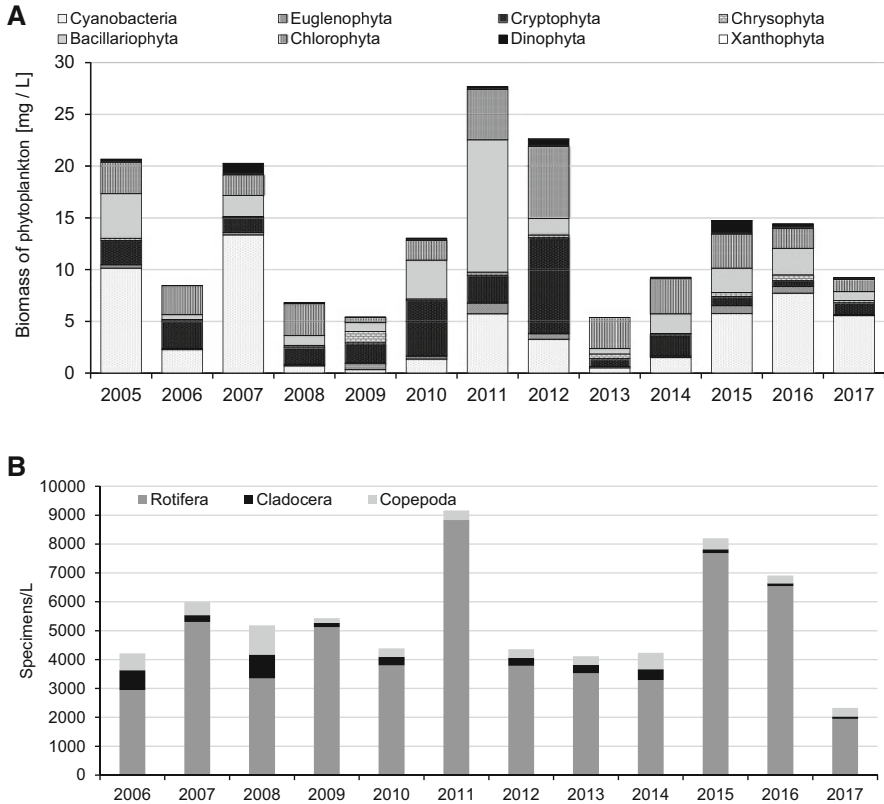 A
Cyanobacteria Euglenophyta Cryptophyta Chrysophyta
Bacillariophyta Chlorophyta Dinophyta Xanthophyta
Biomass of phytoplankton [mg / L]
30
25
20
15
10
5
0
2005 2006 2007 2008 2009 2010 2011 2012 2013 2014 2015 2016 2017
B
Rotifera Cladocera Copepoda
Specimens/L
10000
9000
8000
7000
6000
5000
4000
3000
2000
1000
0
2006 2007 2008 2009 2010 2011 2012 2013 2014 2015 2016 2017